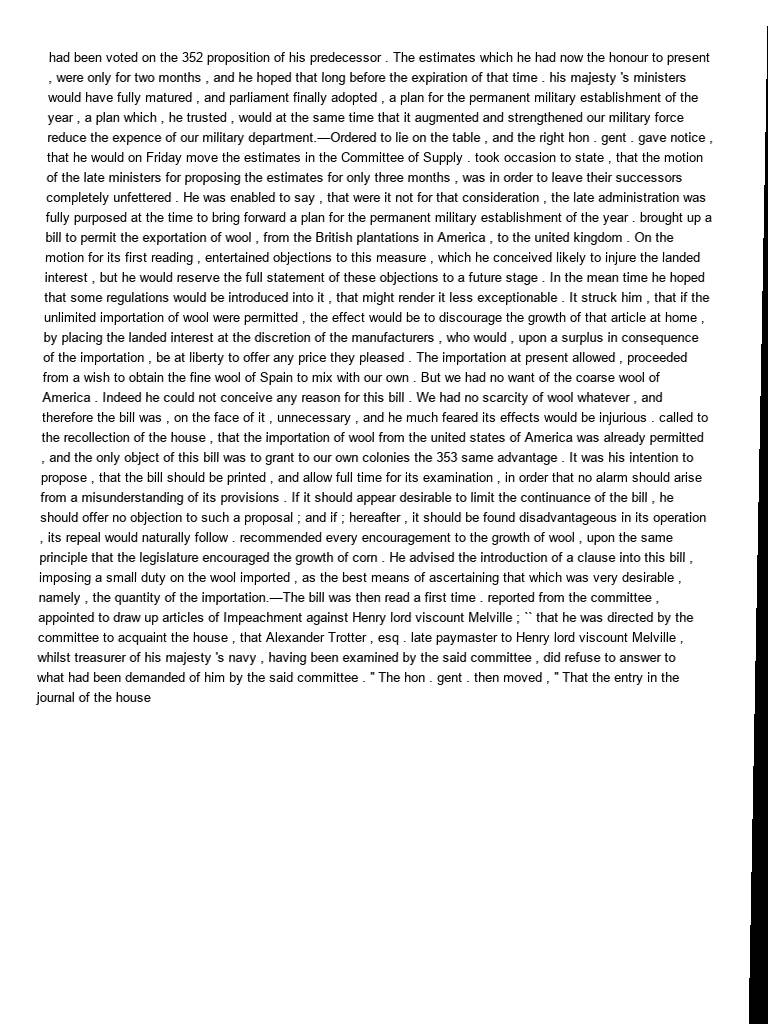 had been voted on the 352 proposition of his predecessor . The estimates which he had now the honour to present
, were only for two months , and he hoped that long before the expiration of that time . his majesty 's ministers
would have fully matured , and parliament finally adopted , a plan for the permanent military establishment of the
year , a plan which , he trusted , would at the same time that it augmented and strengthened our military force
reduce the expence of our military department.—Ordered to lie on the table , and the right hon . gent . gave notice ,
that he would on Friday move the estimates in the Committee of Supply . took occasion to state , that the motion
of the late ministers for proposing the estimates for only three months , was in order to leave their successors
completely unfettered . He was enabled to say , that were it not for that consideration , the late administration was
fully purposed at the time to bring forward a plan for the permanent military establishment of the year . brought up a
bill to permit the exportation of wool , from the British plantations in America , to the united kingdom . On the
motion for its first reading , entertained objections to this measure , which he conceived likely to injure the landed
interest , but he would reserve the full statement of these objections to a future stage . In the mean time he hoped
that some regulations would be introduced into it , that might render it less exceptionable . It struck him , that if the
unlimited importation of wool were permitted , the effect would be to discourage the growth of that article at home ,
by placing the landed interest at the discretion of the manufacturers , who would , upon a surplus in consequence
of the importation , be at liberty to offer any price they pleased . The importation at present allowed , proceeded
from a wish to obtain the fine wool of Spain to mix with our own . But we had no want of the coarse wool of
America . Indeed he could not conceive any reason for this bill . We had no scarcity of wool whatever , and
therefore the bill was , on the face of it , unnecessary , and he much feared its effects would be injurious . called to
the recollection of the house , that the importation of wool from the united states of America was already permitted
, and the only object of this bill was to grant to our own colonies the 353 same advantage . It was his intention to
propose , that the bill should be printed , and allow full time for its examination , in order that no alarm should arise
from a misunderstanding of its provisions . If it should appear desirable to limit the continuance of the bill , he
should offer no objection to such a proposal ; and if ; hereafter , it should be found disadvantageous in its operation
, its repeal would naturally follow . recommended every encouragement to the growth of wool , upon the same
principle that the legislature encouraged the growth of corn . He advised the introduction of a clause into this bill ,
imposing a small duty on the wool imported , as the best means of ascertaining that which was very desirable ,
namely , the quantity of the importation.—The bill was then read a first time . reported from the committee ,
appointed to draw up articles of Impeachment against Henry lord viscount Melville ; `` that he was directed by the
committee to acquaint the house , that Alexander Trotter , esq . late paymaster to Henry lord viscount Melville ,
whilst treasurer of his majesty 's navy , having been examined by the said committee , did refuse to answer to
what had been demanded of him by the said committee . " The hon . gent . then moved , " That the entry in the
journal of the house